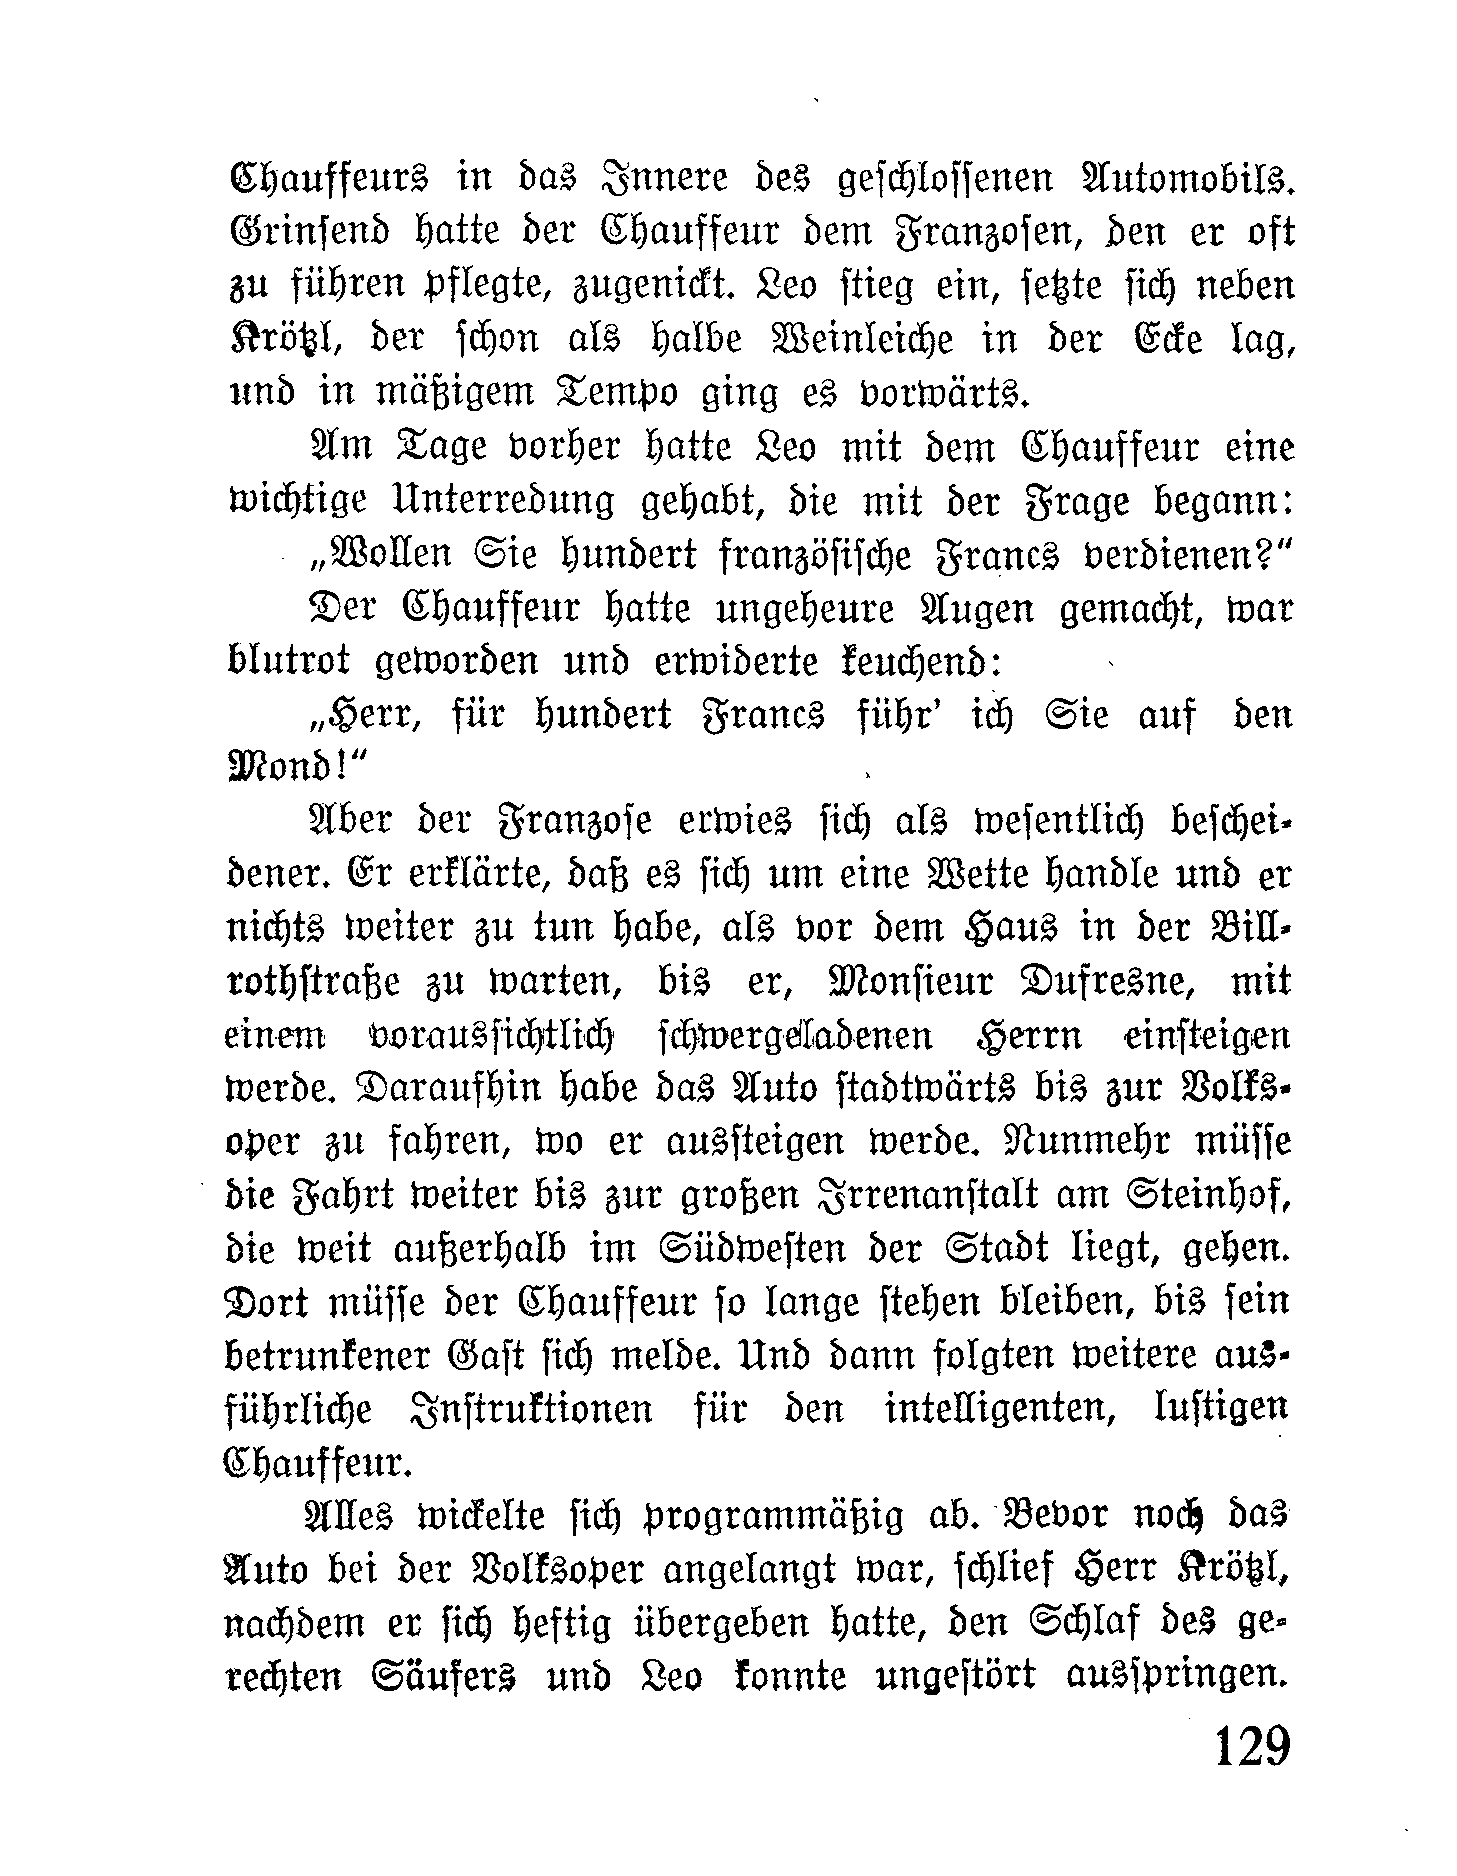 Chauffeurs in das Innere des geschlossenen Automobils.
Grinsend hatte der Chauffeur dem Franzosen, den er oft
zu führen pflegte, zugenickt. Leo stieg ein, setzte sich neben
Krötzl, der schon als halbe Weinleiche in der Ecke lag,
und in mäßigem Tempo ging es vorwärts.
Am Tage vorher hatte Leo mit dem Chauffeur eine
wichtige Unterredung gehabt, die mit der Frage begann:
„Wollen Sie hundert französische Francs verdienen?“
Der Chauffeur hatte ungeheure Augen gemacht, war
blutrot geworden und erwiderte keuchend:
„Herr, für hundert Francs führ’ ich Sie auf den
Mond!“
Aber der Franzose erwies sich als wesentlich beschei-
dener. Er erklärte, daß es sich um eine Wette handle und er
nichts weiter zu tun habe, als vor dem Haus in der Bill-
rothstraße zu warten, bis er, Monsieur Dufresne, mit
einem voraussichtlich schwergeladenen Herrn einsteigen
werde. Daraufhin habe das Auto stadtwärts bis zur Volks-
oper zu fahren, wo er aussteigen werde. Nunmehr müsse
die Fahrt weiter bis zur großen Irrenanstalt am Steinhof,
die weit außerhalb im Südwesten der Stadt liegt, gehen.
Dort müsse der Chauffeur so lange stehen bleiben, bis sein
betrunkener Gast sich melde. Und dann folgten weitere aus-
führliche Instruktionen für den intelligenten, lustigen
Chauffeur.
Alles wickelte sich programmäßig ab. Bevor noch das
Auto bei der Volksoper angelangt war, schlief Herr Krötzl,
nachdem er sich heftig übergeben hatte, den Schlaf des ge-
rechten Säufers und Leo konnte ungestört ausspringen.
129